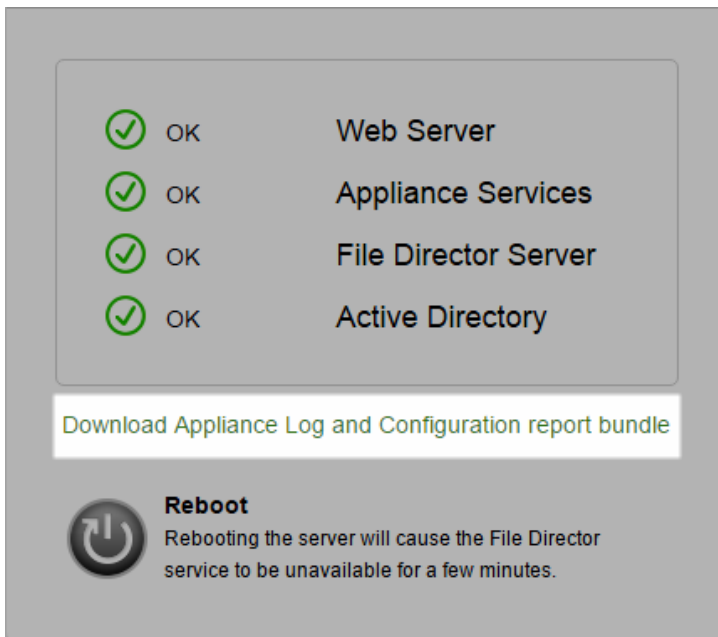 OK Web Server
OK Appliance Services
OK File Director Server
OK Active Directory
Download Appliance Log and Configuration report bundle
Reboot
Rebooting the server will cause the File Director
service to be unavailable for a few minutes.